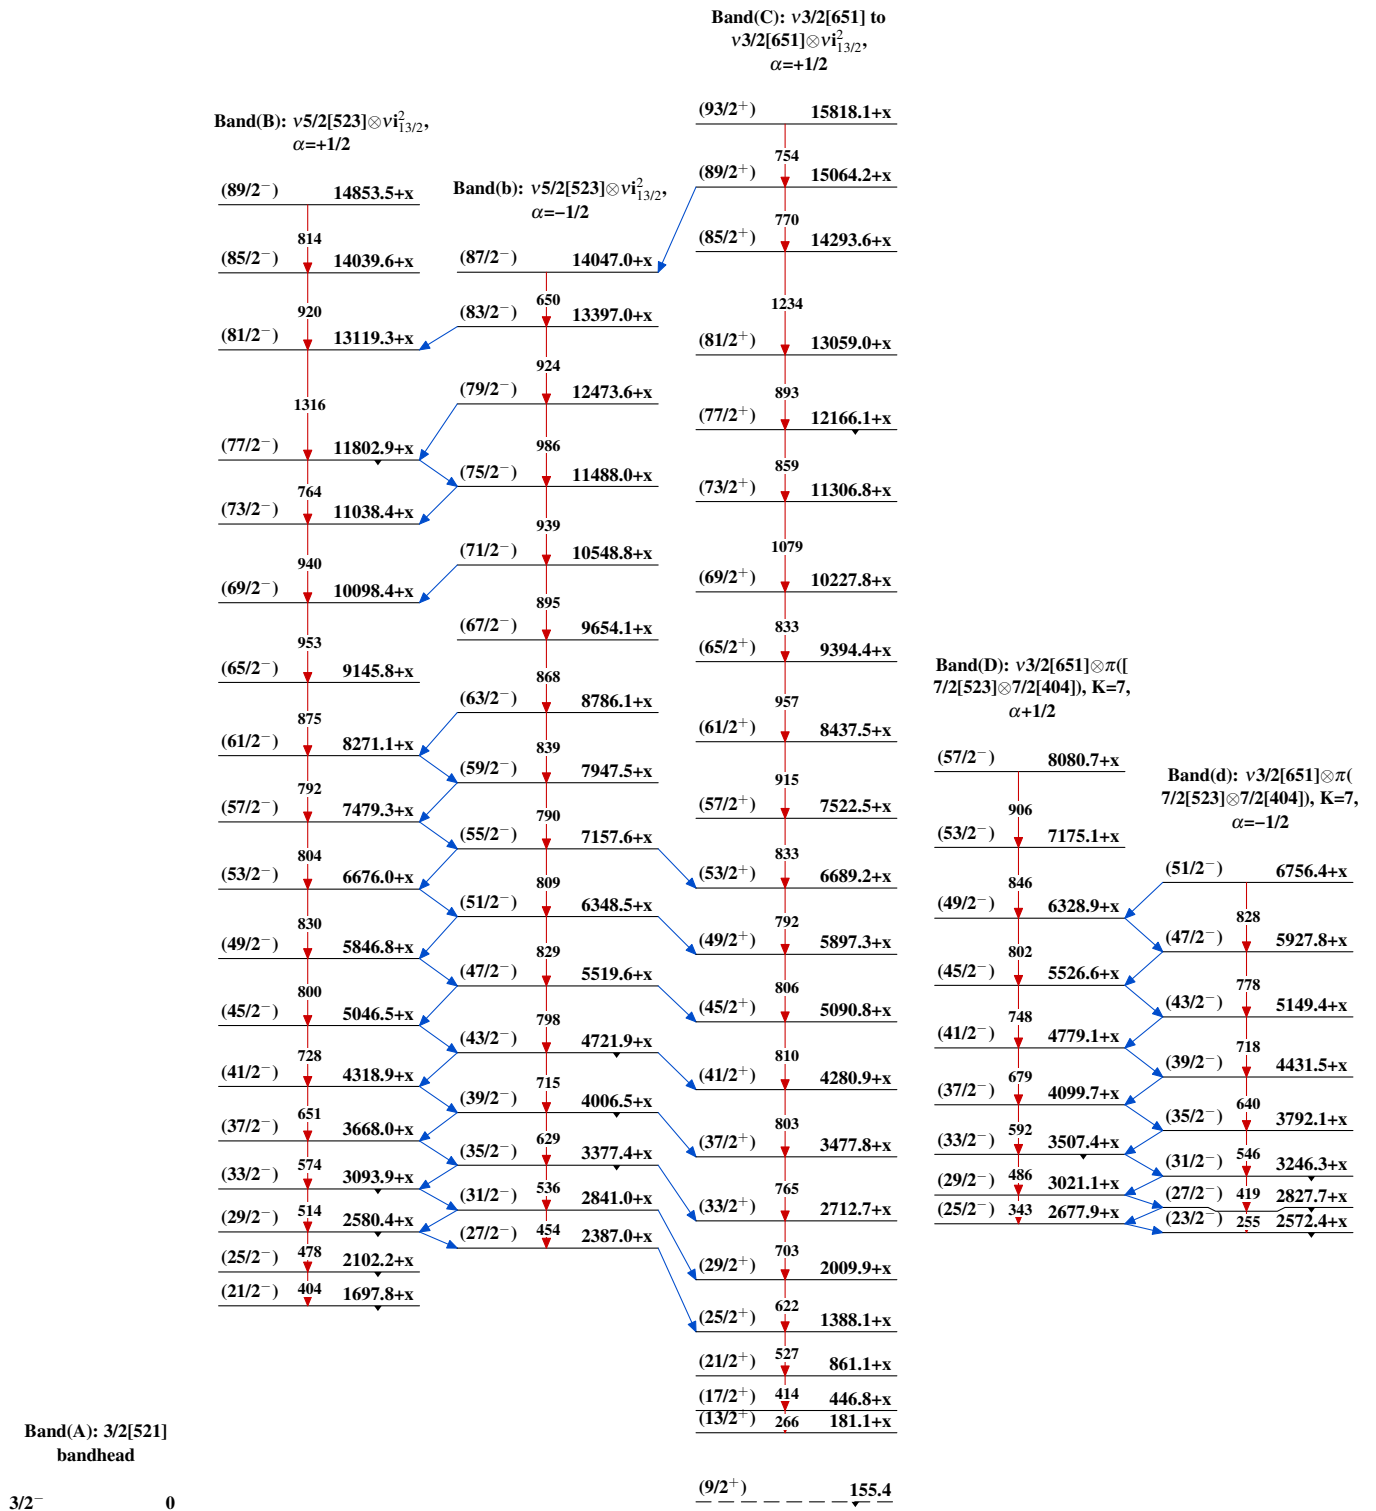 Band(C): ν3/2[651] to
ν3/2[651]⊗νi²₁₃/₂,
α=+1/2
(93/2⁺) 15818.1+x
754
(89/2⁺) 15064.2+x
770
(85/2⁺) 14293.6+x
1234
(81/2⁺) 13059.0+x
893
(77/2⁺) 12166.1+x
859
(73/2⁺) 11306.8+x
1079
(69/2⁺) 10227.8+x
833
(65/2⁺) 9394.4+x
957
(61/2⁺) 8437.5+x
915
(57/2⁺) 7522.5+x
833
(53/2⁺) 6689.2+x
792
(49/2⁺) 5897.3+x
806
(45/2⁺) 5090.8+x
810
(41/2⁺) 4280.9+x
803
(37/2⁺) 3477.8+x
765
(33/2⁺) 2712.7+x
703
(29/2⁺) 2009.9+x
622
(25/2⁺) 1388.1+x
527
(21/2⁺) 861.1+x
414
(17/2⁺) 446.8+x
266
(13/2⁺) 181.1+x
(9/2⁺) 155.4
Band(B): ν5/2[523]⊗νi²₁₃/₂,
α=+1/2
(89/2⁻) 14853.5+x
814
(85/2⁻) 14039.6+x
920
(81/2⁻) 13119.3+x
1316
(77/2⁻) 11802.9+x
764
(73/2⁻) 11038.4+x
940
(69/2⁻) 10098.4+x
953
(65/2⁻) 9145.8+x
875
(61/2⁻) 8271.1+x
792
(57/2⁻) 7479.3+x
804
(53/2⁻) 6676.0+x
830
(49/2⁻) 5846.8+x
800
(45/2⁻) 5046.5+x
728
(41/2⁻) 4318.9+x
651
(37/2⁻) 3668.0+x
574
(33/2⁻) 3093.9+x
514
(29/2⁻) 2580.4+x
478
(25/2⁻) 2102.2+x
404
(21/2⁻) 1697.8+x
Band(b): ν5/2[523]⊗νi²₁₃/₂,
α=−1/2
(87/2⁻) 14047.0+x
650
(83/2⁻) 13397.0+x
924
(79/2⁻) 12473.6+x
986
(75/2⁻) 11488.0+x
939
(71/2⁻) 10548.8+x
895
(67/2⁻) 9654.1+x
868
(63/2⁻) 8786.1+x
839
(59/2⁻) 7947.5+x
790
(55/2⁻) 7157.6+x
809
(51/2⁻) 6348.5+x
829
(47/2⁻) 5519.6+x
798
(43/2⁻) 4721.9+x
715
(39/2⁻) 4006.5+x
629
(35/2⁻) 3377.4+x
536
(31/2⁻) 2841.0+x
454
(27/2⁻) 2387.0+x
Band(D): ν3/2[651]⊗π([
7/2[523]⊗7/2[404]), K=7,
α+1/2
(57/2⁻) 8080.7+x
906
(53/2⁻) 7175.1+x
846
(49/2⁻) 6328.9+x
802
(45/2⁻) 5526.6+x
748
(41/2⁻) 4779.1+x
679
(37/2⁻) 4099.7+x
592
(33/2⁻) 3507.4+x
486
(29/2⁻) 3021.1+x
343
(25/2⁻) 2677.9+x
Band(d): ν3/2[651]⊗π(
7/2[523]⊗7/2[404]), K=7,
α=−1/2
(51/2⁻) 6756.4+x
828
(47/2⁻) 5927.8+x
778
(43/2⁻) 5149.4+x
718
(39/2⁻) 4431.5+x
640
(35/2⁻) 3792.1+x
546
(31/2⁻) 3246.3+x
419
(27/2⁻) 2827.7+x
255
(23/2⁻) 2572.4+x
Band(A): 3/2[521]
bandhead
3/2⁻ 0